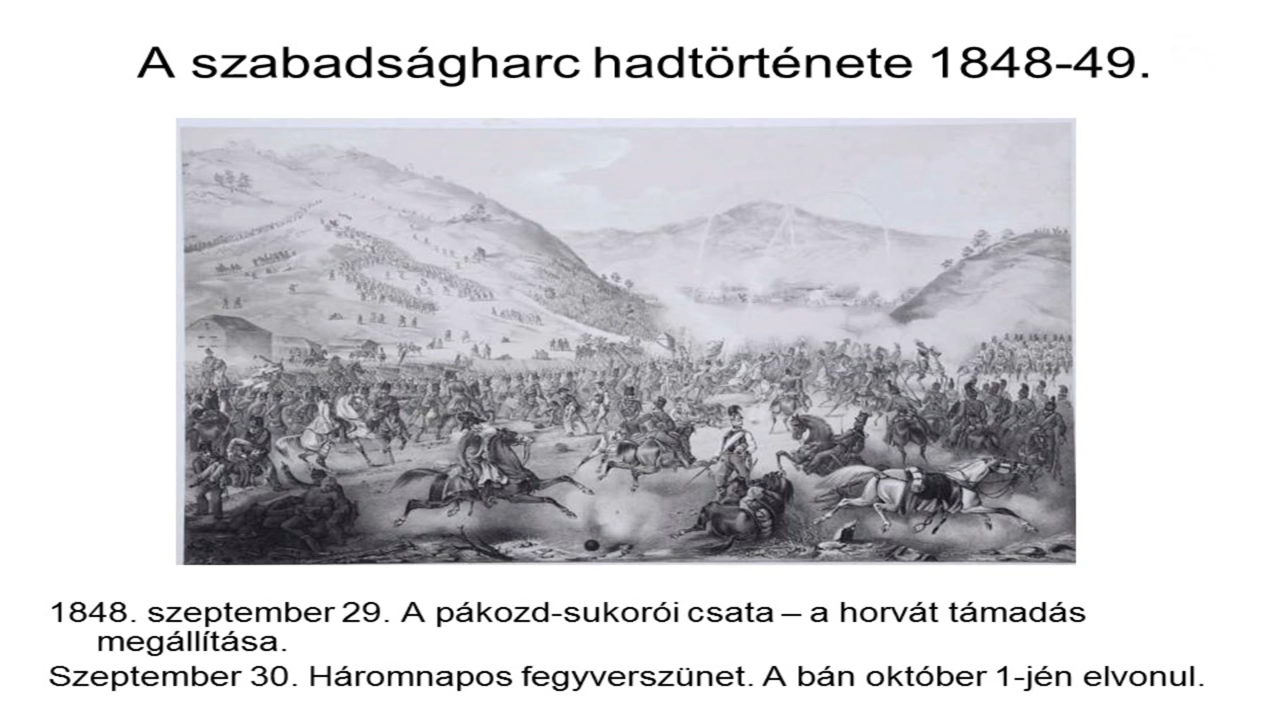 A szabadságharc hadtörténete 1848-49.
1848. szeptember 29. A pákozd-sukorói csata – a horvát támadás
megállítása.
Szeptember 30. Háromnapos fegyverszünet. A bán október 1-jén elvonul.